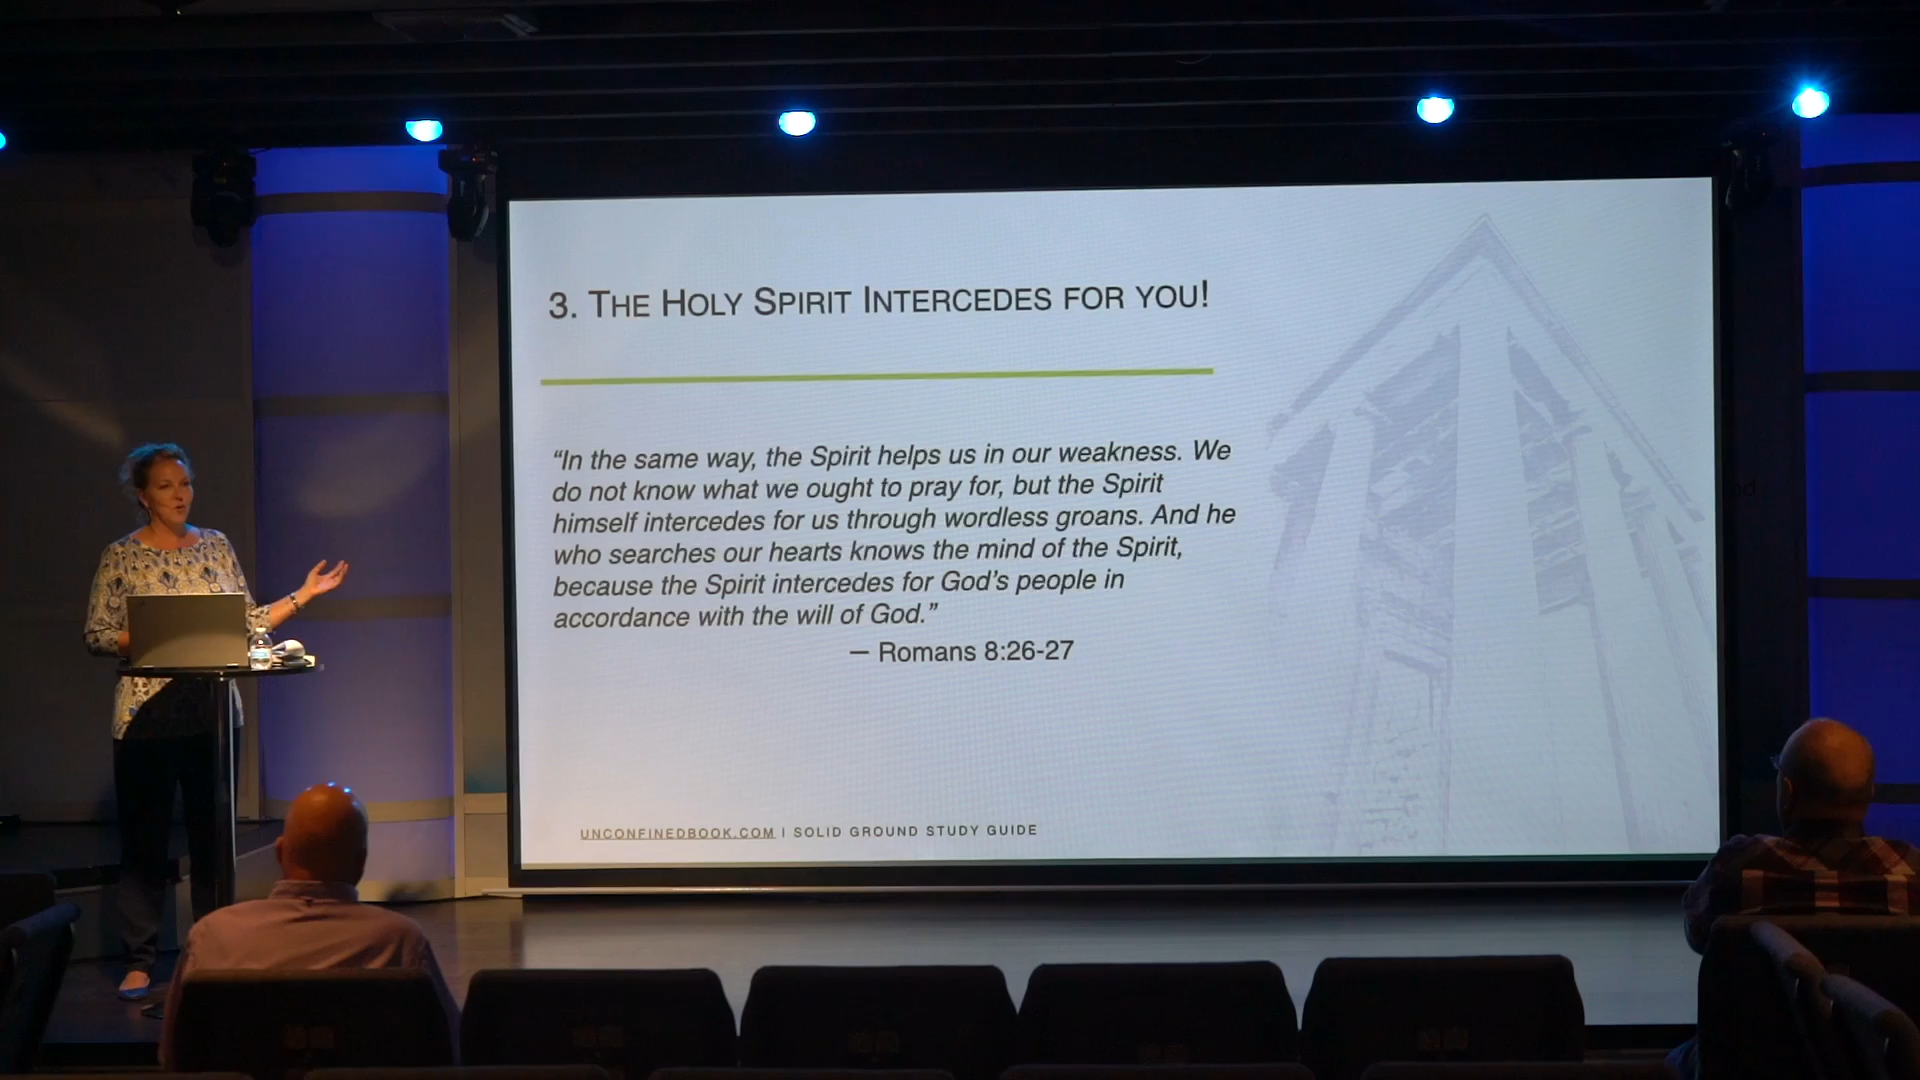 3. THE HOLY SPIRIT INTERCEDES FOR YOU!
“In the same way, the Spirit helps us in our weakness. We
do not know what we ought to pray for, but the Spirit
himself intercedes for us through wordless groans. And he
who searches our hearts knows the mind of the Spirit,
because the Spirit intercedes for God’s people in
accordance with the will of God.”
— Romans 8:26-27
UNCONFINEDBOOK.COM | SOLID GROUND STUDY GUIDE